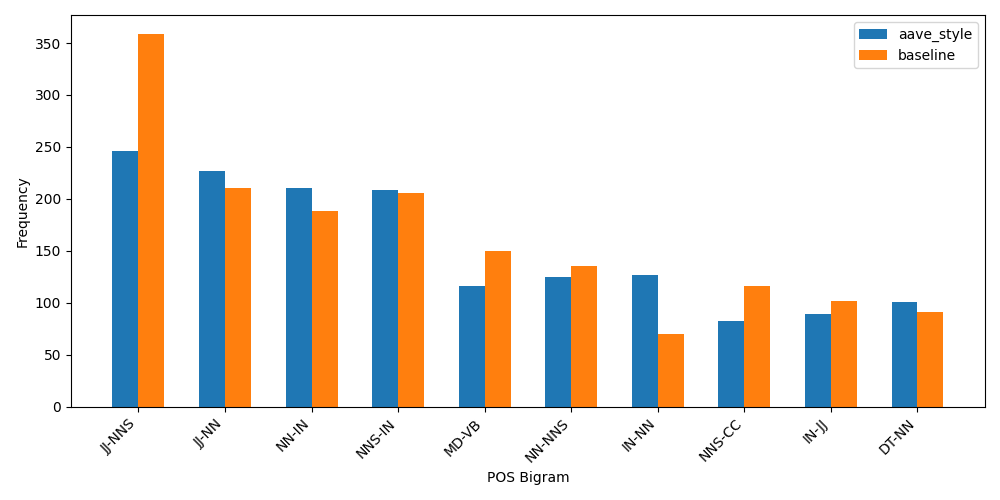 aave_style
baseline
Frequency
350
300
250
200
150
100
50
0
JJ-NNS
JJ-NN
NN-IN
NNS-IN
MD-VB
NN-NNS
IN-NN
NNS-CC
IN-JJ
DT-NN
POS Bigram